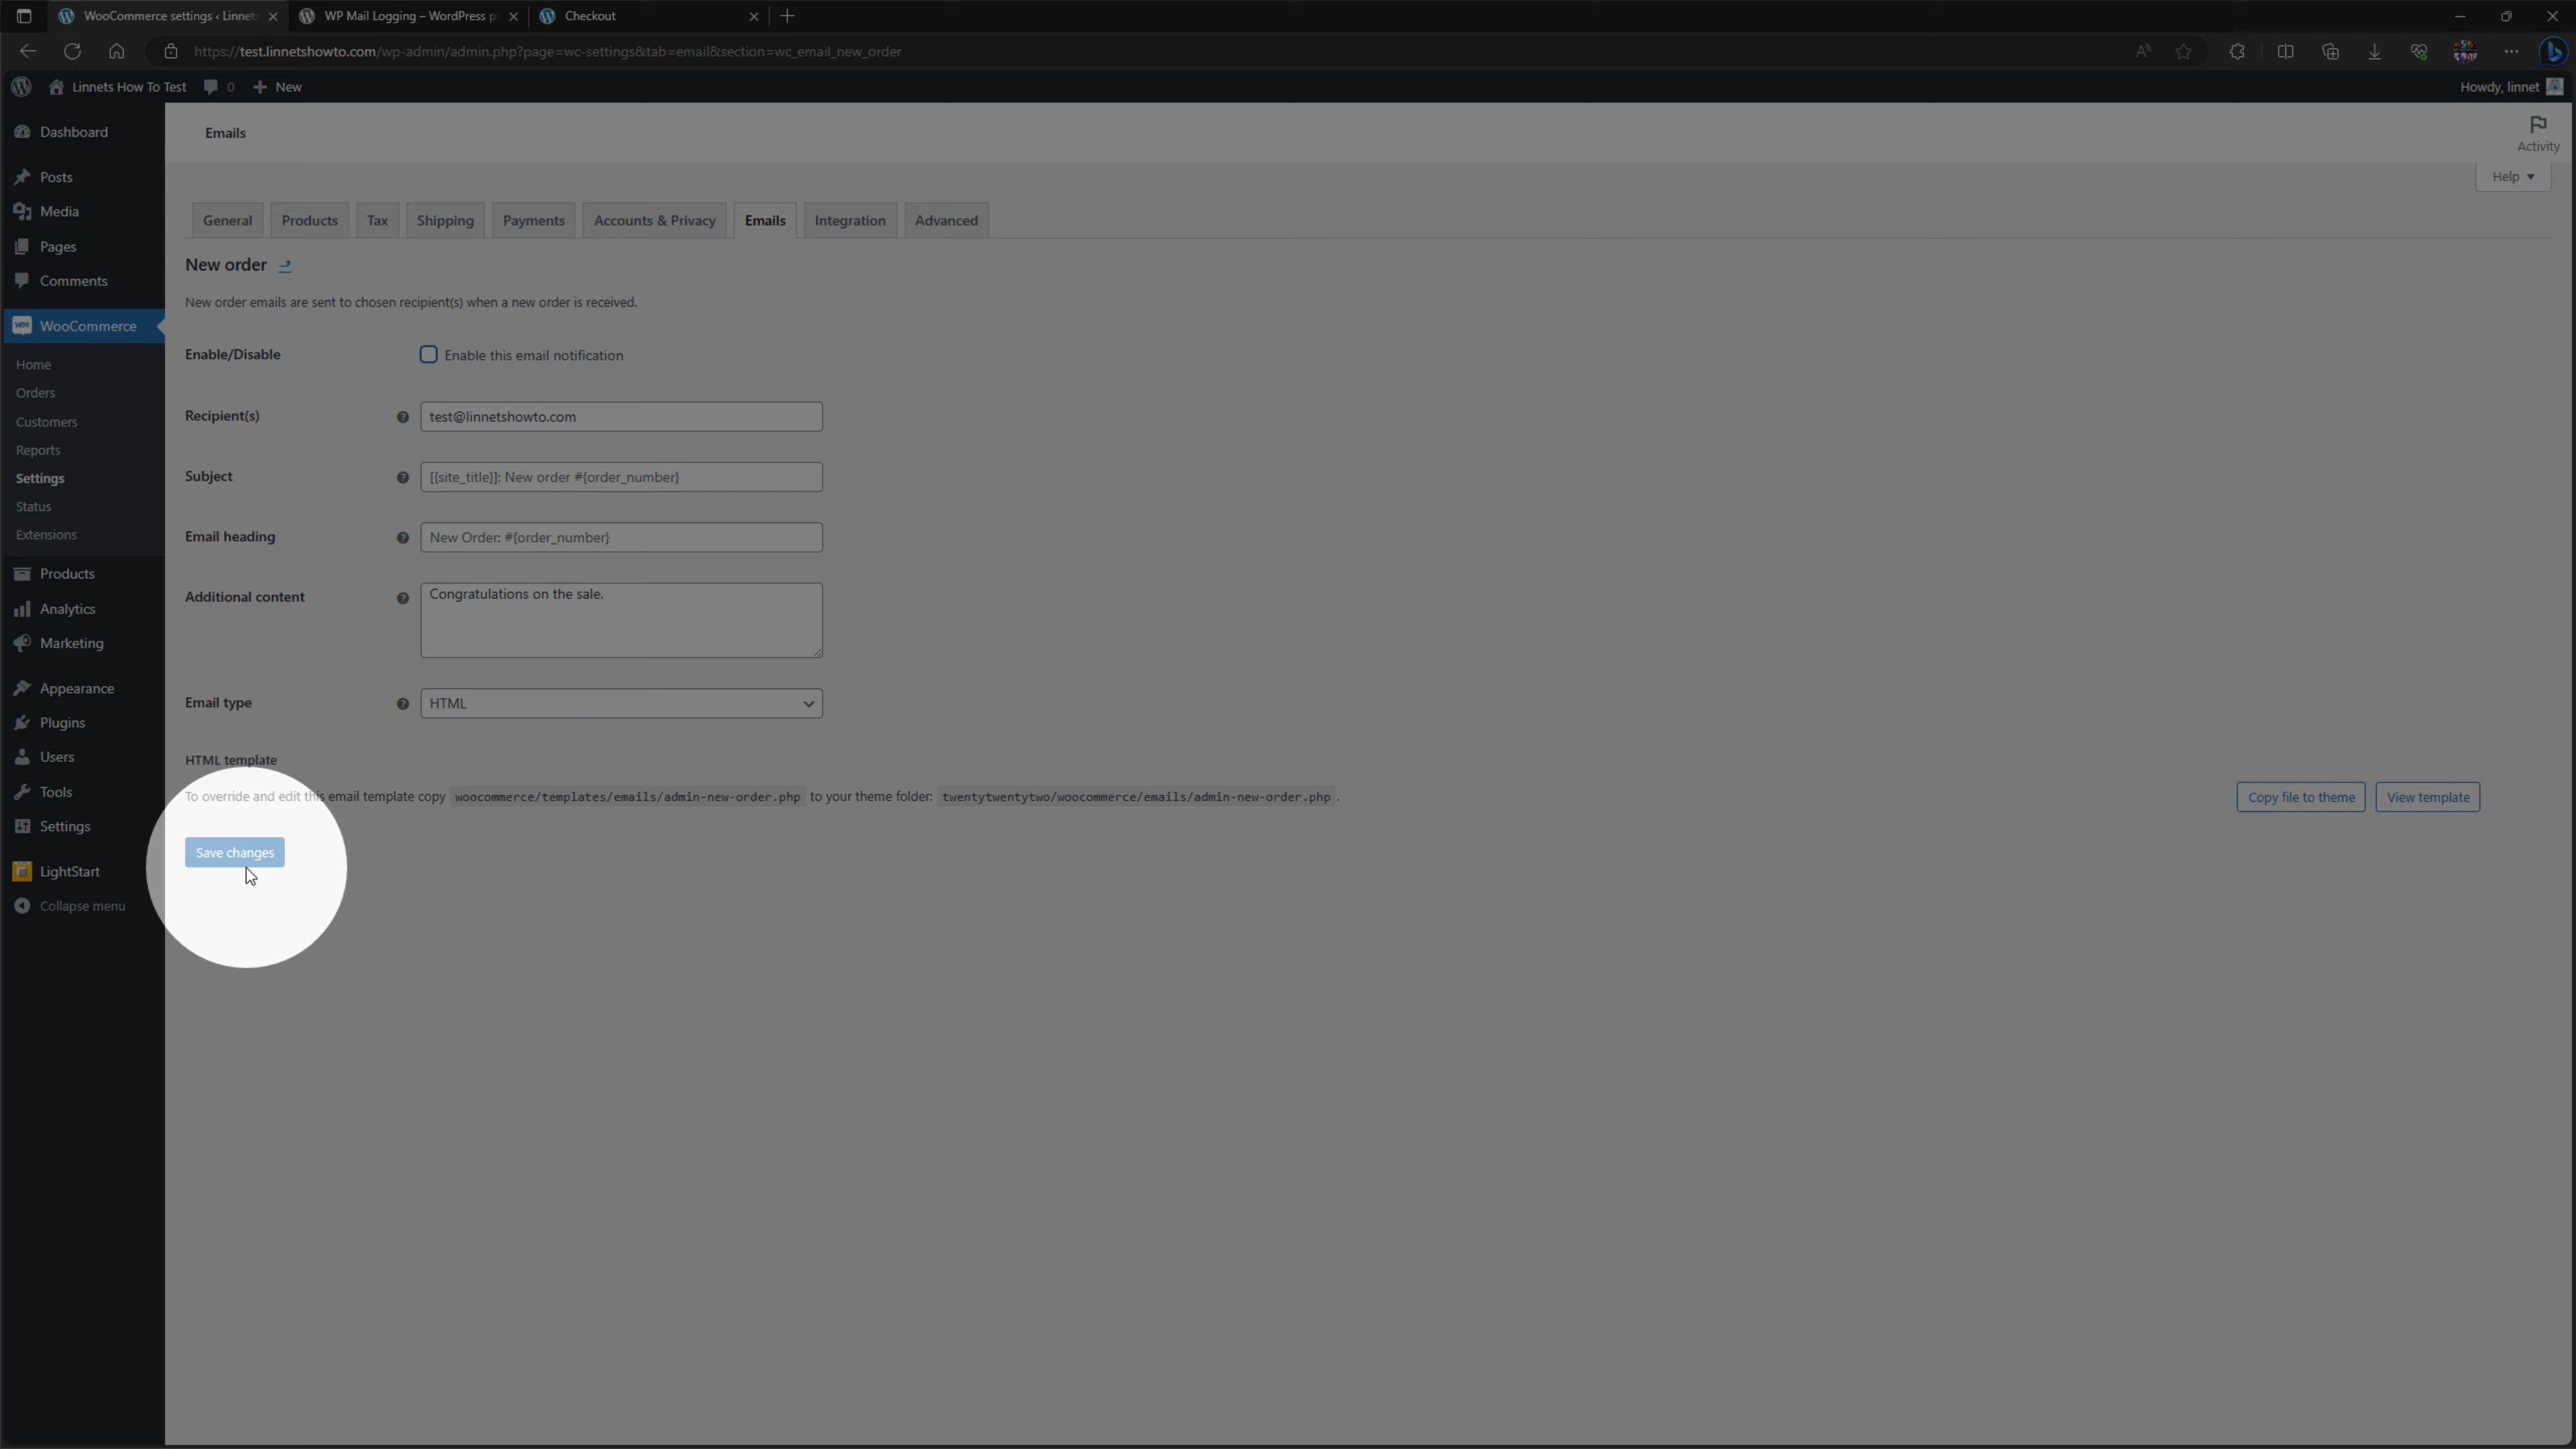 WooCommerce settings ‹ Linnets
WP Mail Logging – WordPress pl
Checkout
https://test.linnetshowto.com/wp-admin/admin.php?page=wc-settings&tab=email&section=wc_email_new_order
Linnets How To Test
0
New
Howdy, linnet
Dashboard
Posts
Media
Pages
Comments
WooCommerce
Home
Orders
Customers
Reports
Settings
Status
Extensions
Products
Analytics
Marketing
Appearance
Plugins
Users
Tools
Settings
LightStart
Collapse menu
Emails
Activity
Help
General
Products
Tax
Shipping
Payments
Accounts & Privacy
Emails
Integration
Advanced
New order
New order emails are sent to chosen recipient(s) when a new order is received.
Enable/Disable
Enable this email notification
Recipient(s)
test@linnetshowto.com
Subject
[{site_title}]: New order #{order_number}
Email heading
New Order: #{order_number}
Additional content
Congratulations on the sale.
Email type
HTML
HTML template
To override and edit this email template copy woocommerce/templates/emails/admin-new-order.php to your theme folder: twentytwentytwo/woocommerce/emails/admin-new-order.php .
Copy file to theme
View template
Save changes